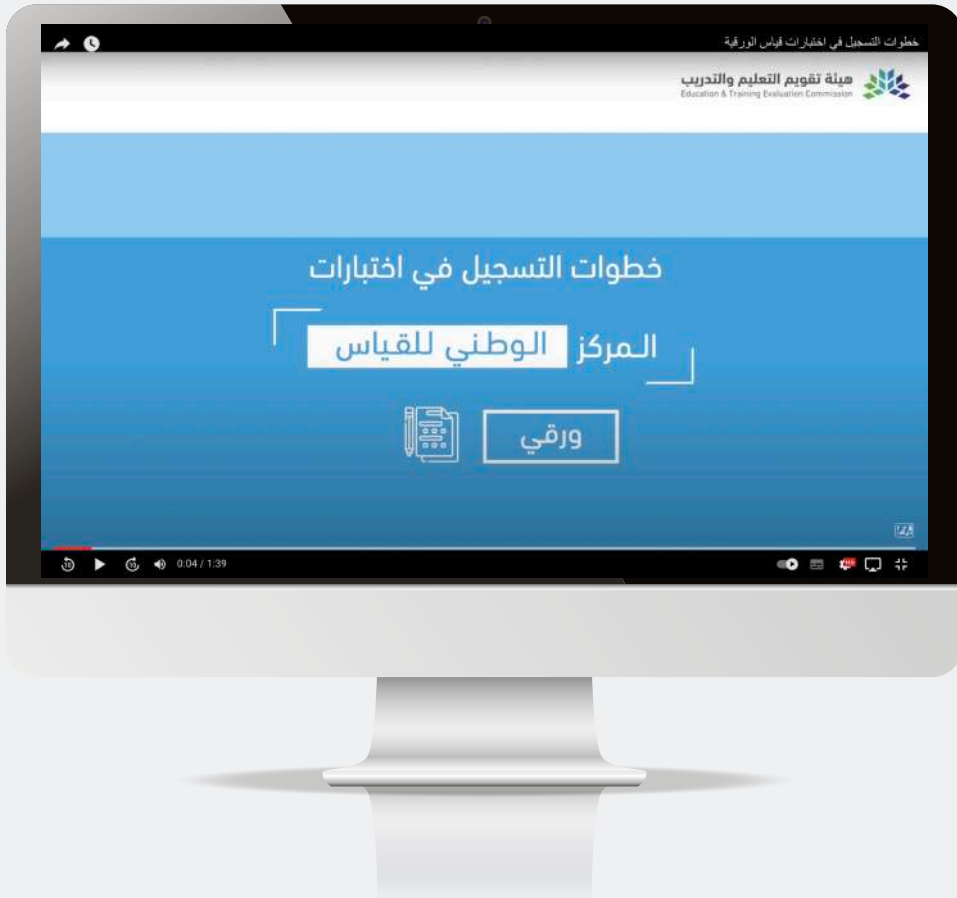 خطوات التسجيل في اختبارات قياس الورقية
هيئة تقويم التعليم والتدريب
Education & Training Evaluation Commission
خطوات التسجيل في اختبارات
المركز الوطني للقياس
ورقي
0:04 / 1:39